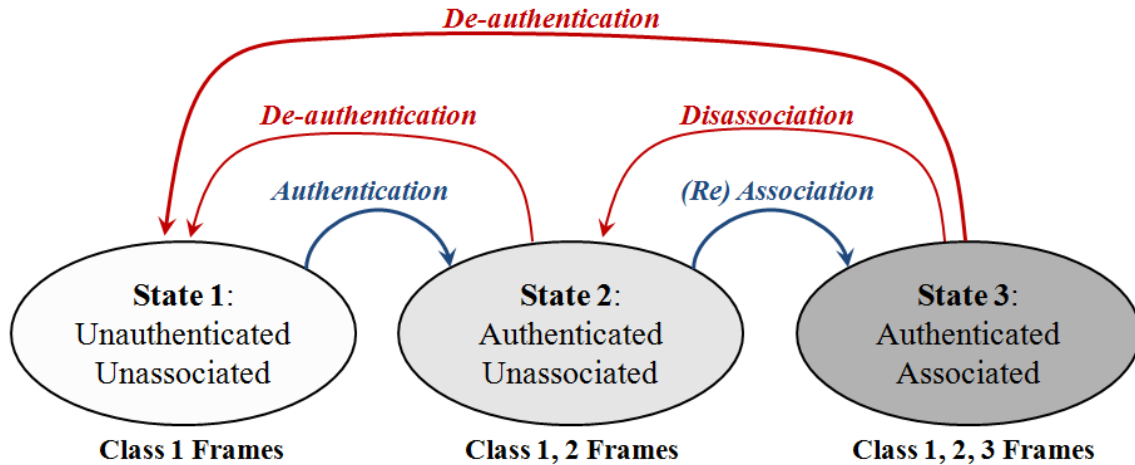 De-authentication
De-authentication
Disassociation
Authentication
(Re) Association
State 1:
Unauthenticated
Unassociated
State 2:
Authenticated
Unassociated
State 3:
Authenticated
Associated
Class 1 Frames
Class 1, 2 Frames
Class 1, 2, 3 Frames